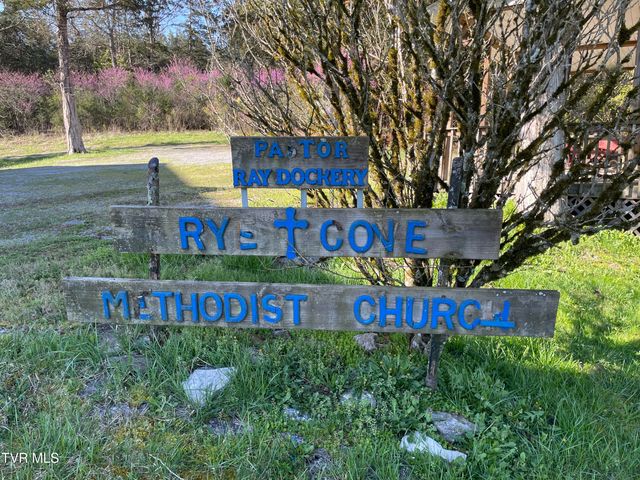 PASTOR
RAY DOCKERY
RYE COVE
METHODIST CHURCH
TVR MLS